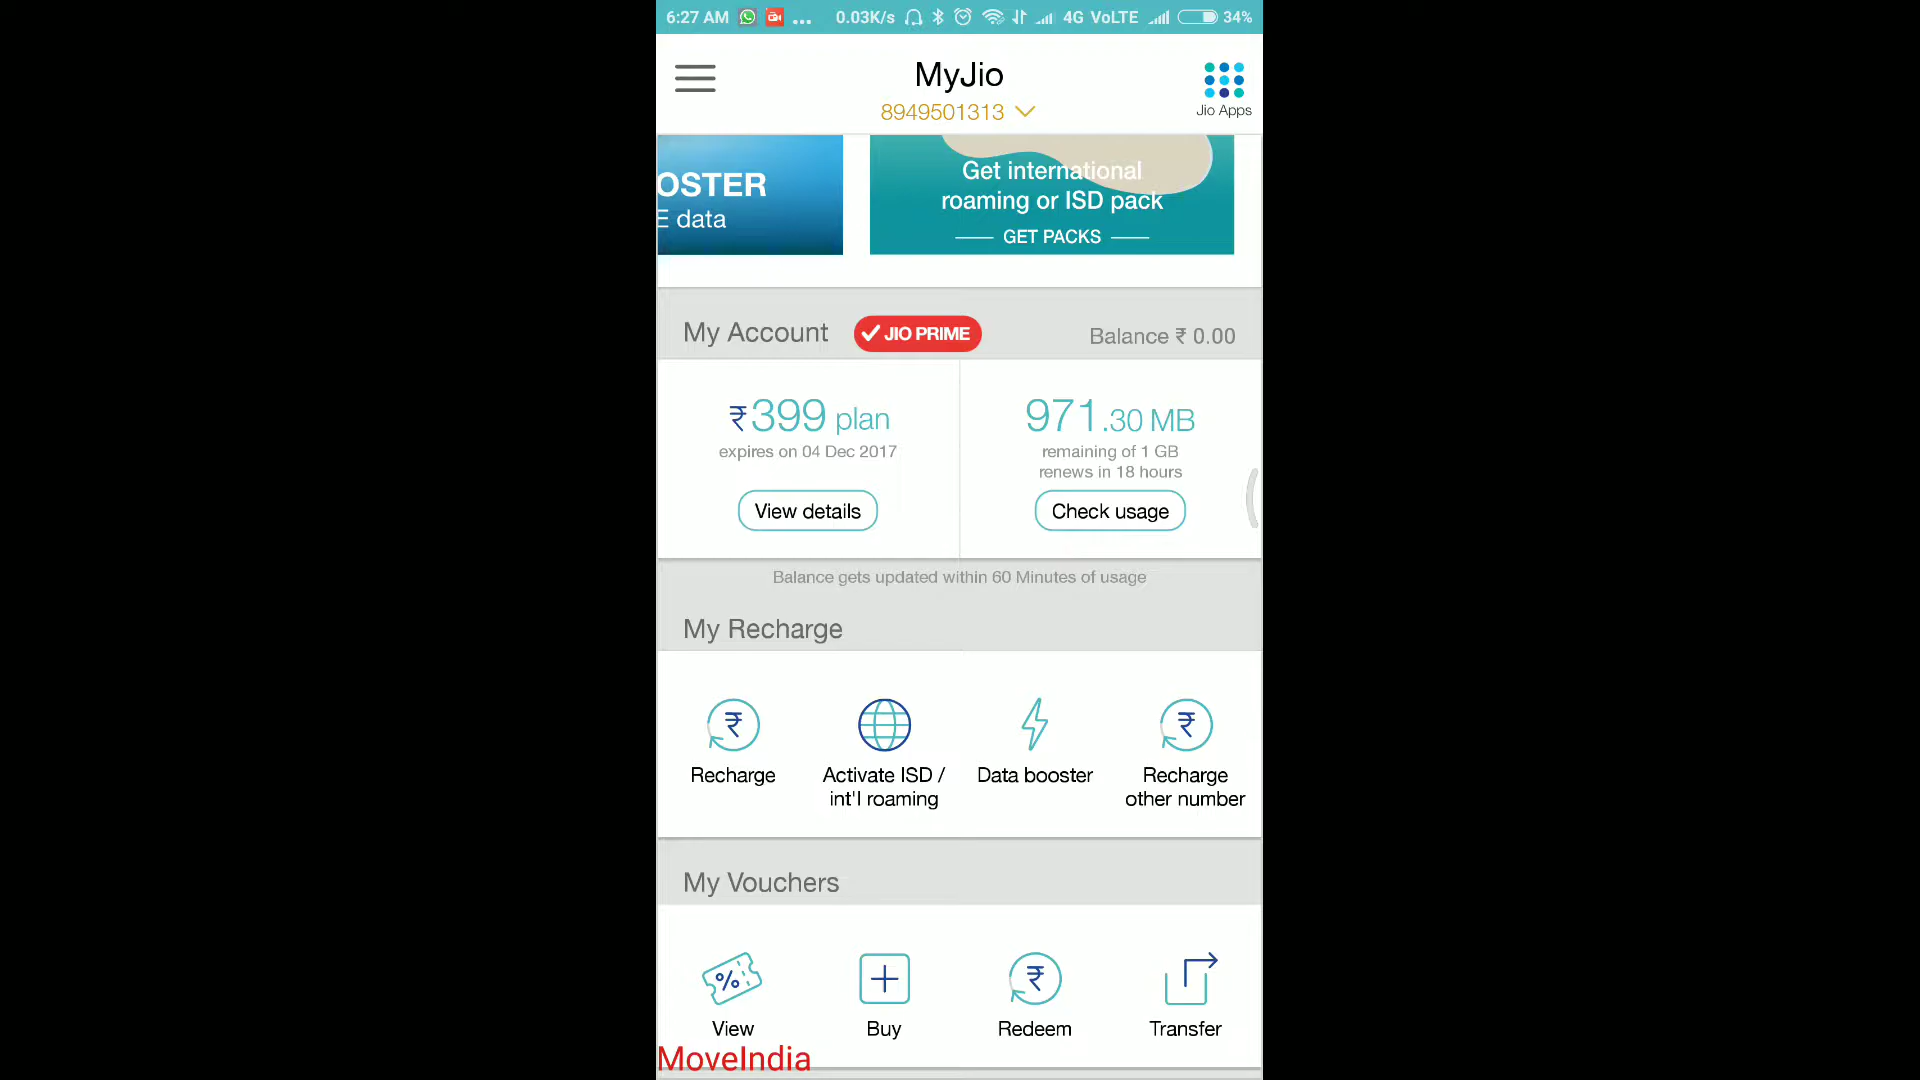 6:27 AM ... 0.03K/s 4G VoLTE 34%
MyJio
8949501313
Jio Apps
OSTER
E data
Get international
roaming or ISD pack
GET PACKS
My Account JIO PRIME Balance ₹ 0.00
₹399 plan
expires on 04 Dec 2017
View details
971.30 MB
remaining of 1 GB
renews in 18 hours
Check usage
Balance gets updated within 60 Minutes of usage
My Recharge
Recharge
Activate ISD /
int'l roaming
Data booster
Recharge
other number
My Vouchers
View
Buy
Redeem
Transfer
MoveIndia